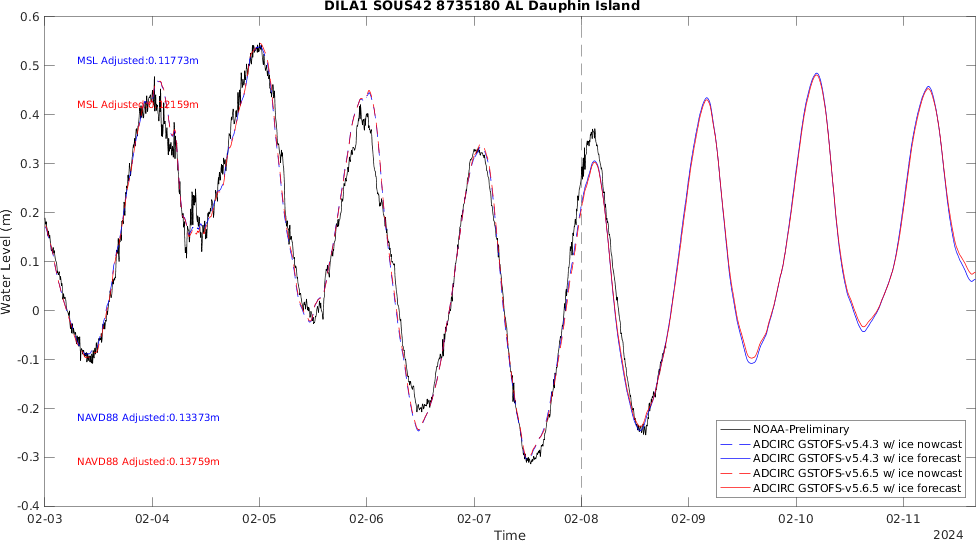 DILA1 SOUS42 8735180 AL Dauphin Island
Water Level (m)
0.6
0.5
0.4
0.3
0.2
0.1
0
-0.1
-0.2
-0.3
-0.4
MSL Adjusted:0.11773m
MSL Adjusted:0.12159m
NAVD88 Adjusted:0.13373m
NAVD88 Adjusted:0.13759m
NOAA-Preliminary
ADCIRC GSTOFS-v5.4.3 w/ ice nowcast
ADCIRC GSTOFS-v5.4.3 w/ ice forecast
ADCIRC GSTOFS-v5.6.5 w/ ice nowcast
ADCIRC GSTOFS-v5.6.5 w/ ice forecast
02-03 02-04 02-05 02-06 02-07 02-08 02-09 02-10 02-11
Time
2024